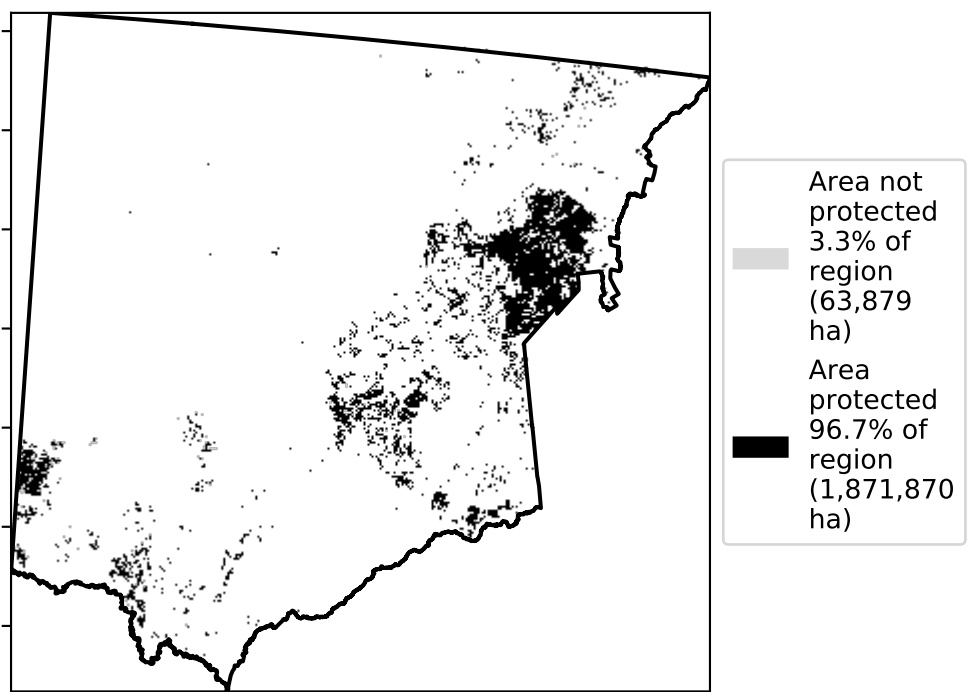 Area not
protected
3.3% of
region
(63,879
ha)
Area
protected
96.7% of
region
(1,871,870
ha)